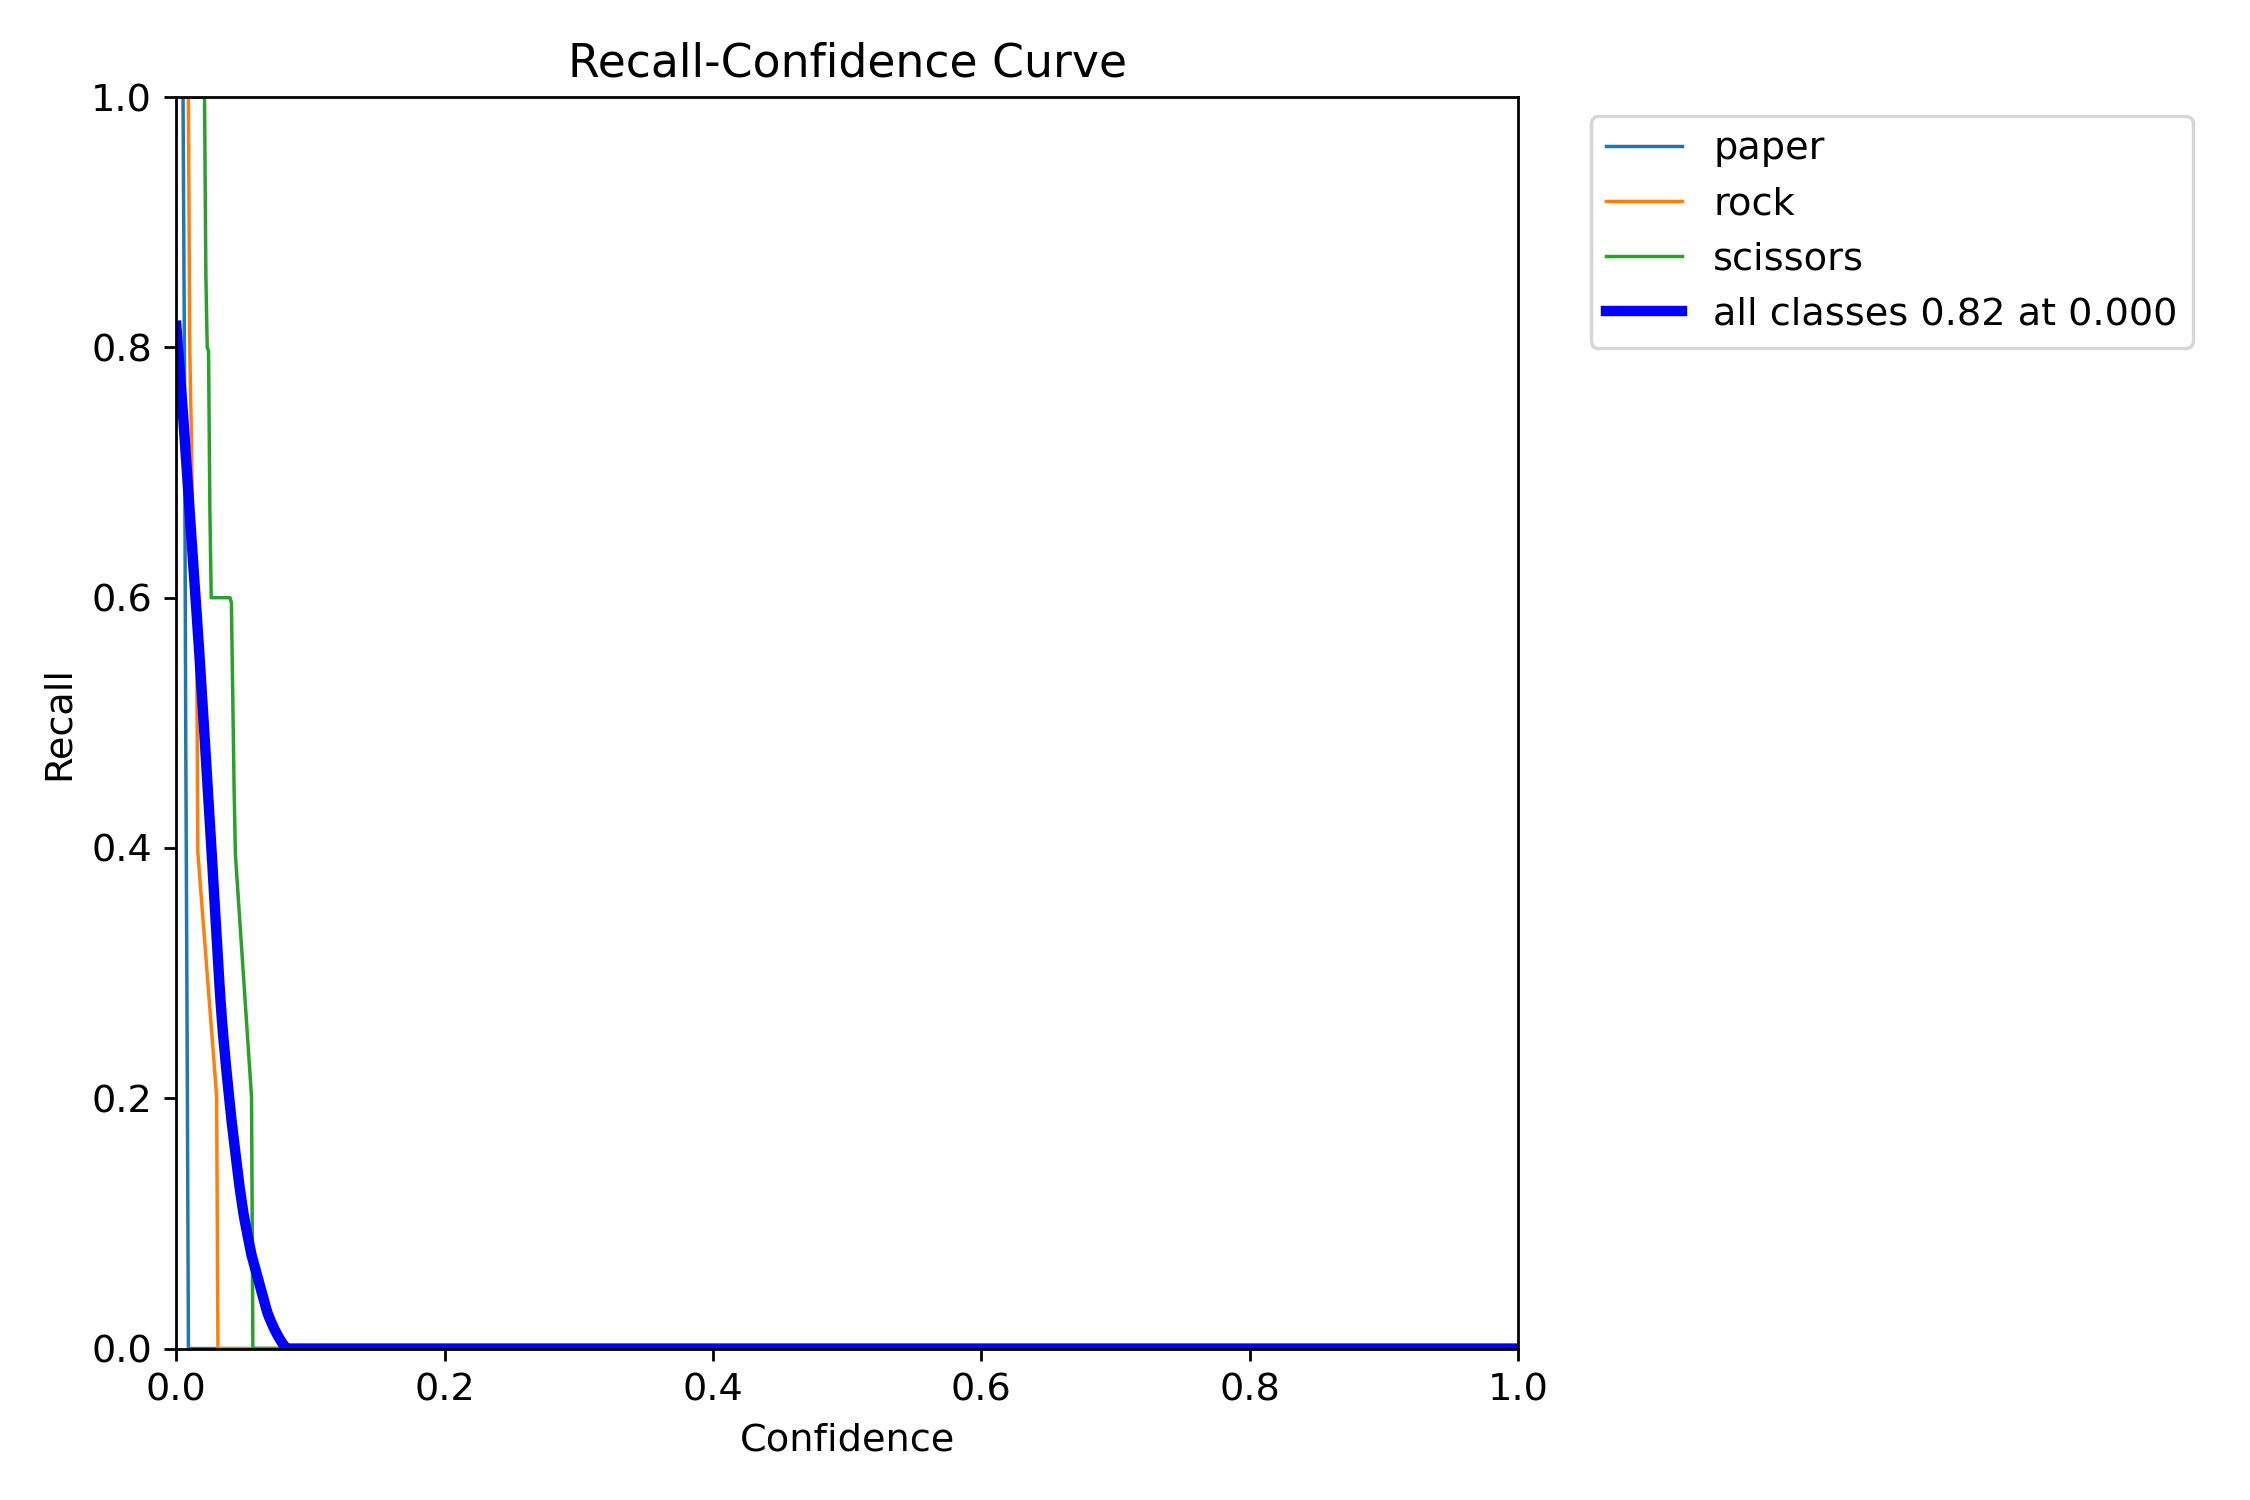 Recall-Confidence Curve
1.0
0.8
0.6
0.4
0.2
0.0
Recall
0.0 0.2 0.4 0.6 0.8 1.0
Confidence
paper
rock
scissors
all classes 0.82 at 0.000